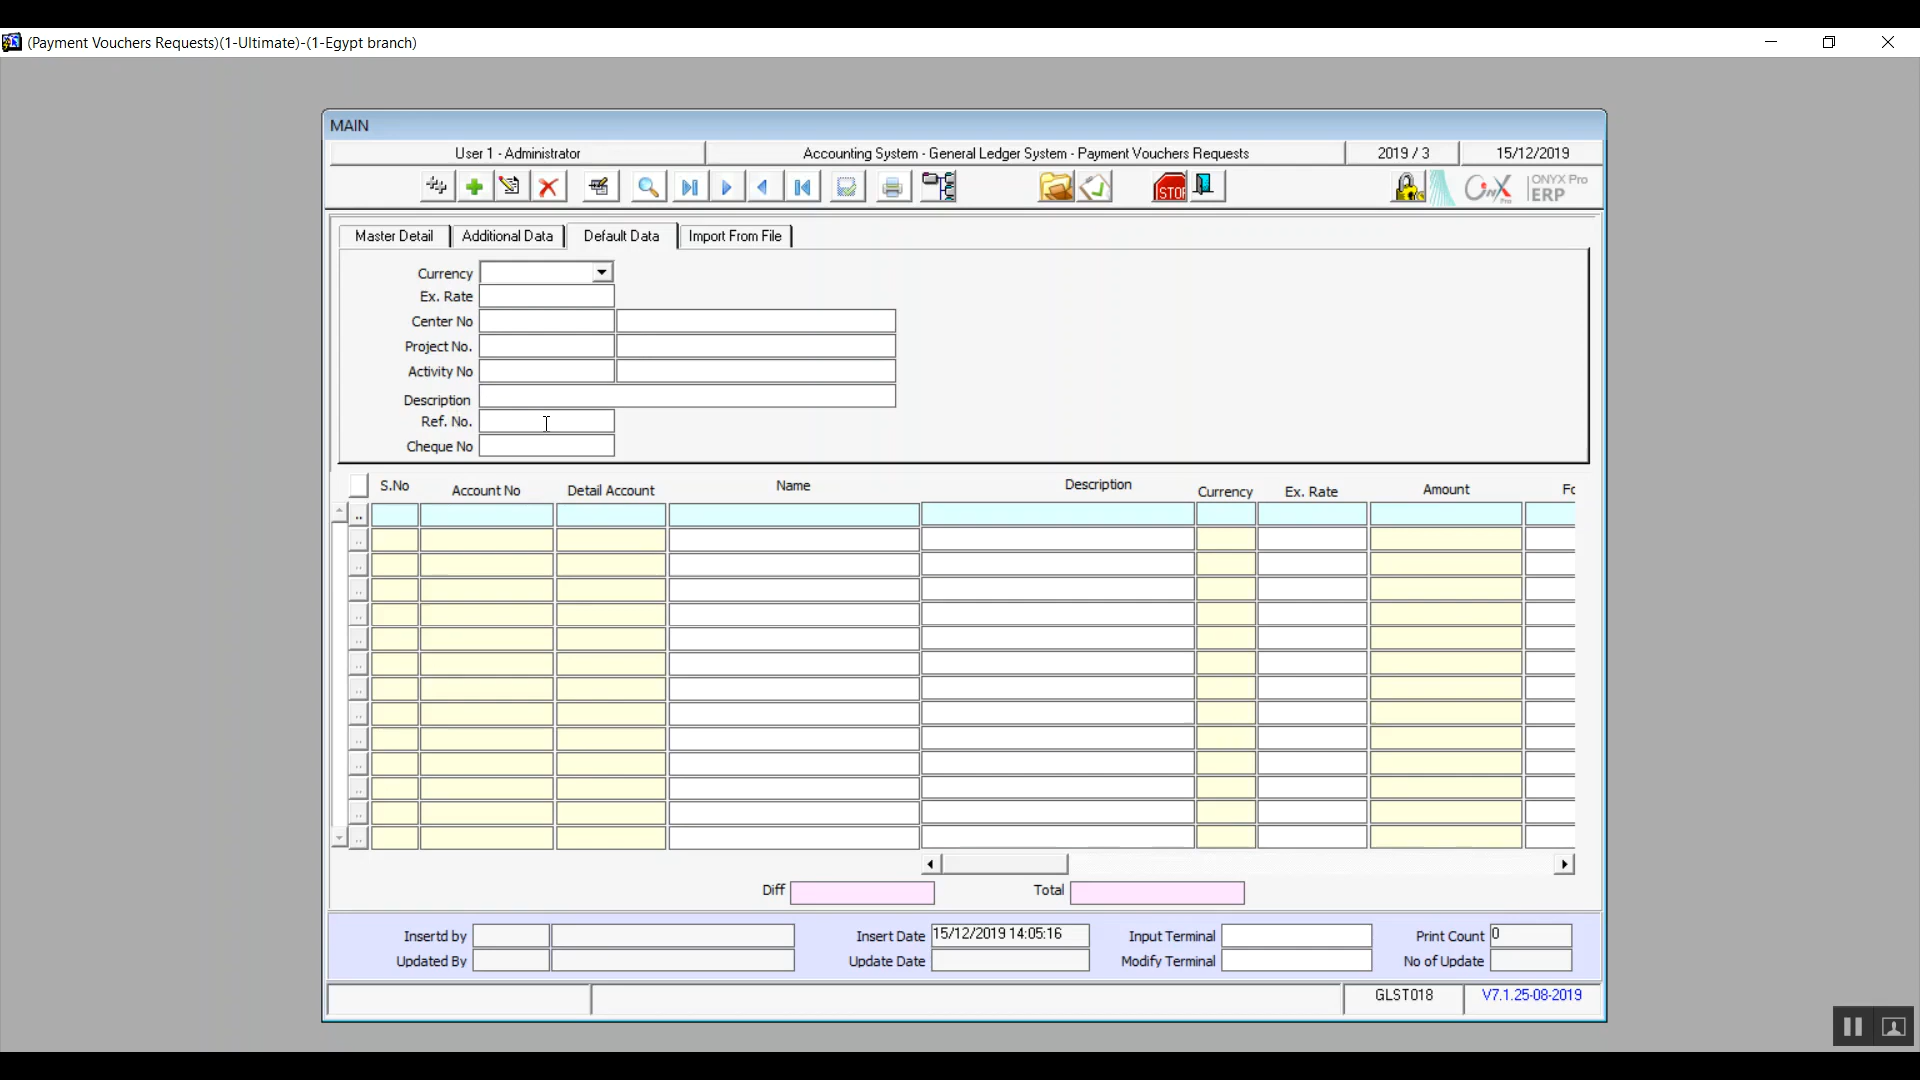 (Payment Vouchers Requests)(1-Ultimate)-(1-Egypt branch)
MAIN
User 1 - Administrator
Accounting System - General Ledger System - Payment Vouchers Requests
2019 / 3
15/12/2019
STOP
Onyx Pro
ONYX Pro
ERP
Master Detail
Additional Data
Default Data
Import From File
Currency
Ex. Rate
Center No
Project No.
Activity No
Description
Ref. No.
Cheque No
S.No
Account No
Detail Account
Name
Description
Currency
Ex. Rate
Amount
Diff
Total
Insertd by
Insert Date 15/12/2019 14:05:16
Input Terminal
Print Count 0
Updated By
Update Date
Modify Terminal
No of Update
GLST018
V7.1.25-08-2019